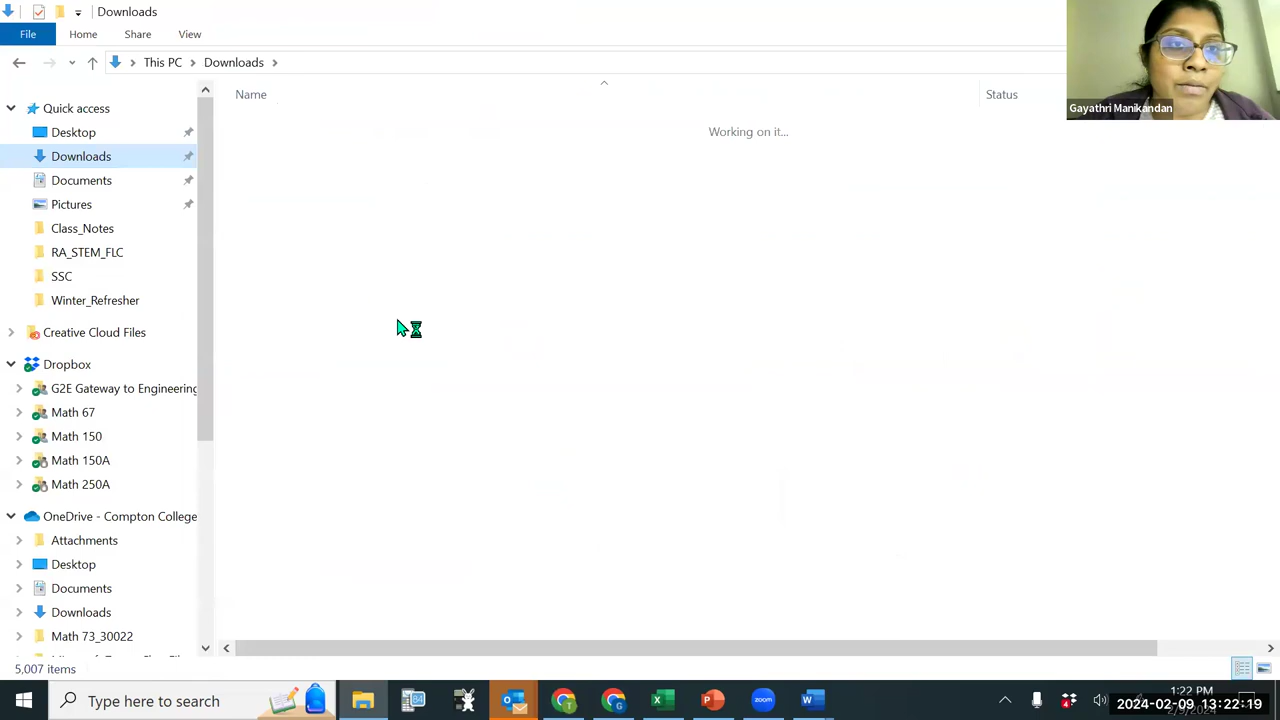 Downloads
File Home Share View
This PC Downloads
Gayathri Manikandan
Name Status
Working on it...
Quick access
Desktop
Downloads
Documents
Pictures
Class_Notes
RA_STEM_FLC
SSC
Winter_Refresher
Creative Cloud Files
Dropbox
G2E Gateway to Engineering
Math 67
Math 150
Math 150A
Math 250A
OneDrive - Compton College
Attachments
Desktop
Documents
Downloads
Math 73_30022
5,007 items
Type here to search
1:22 PM
2024-02-09 13:22:19